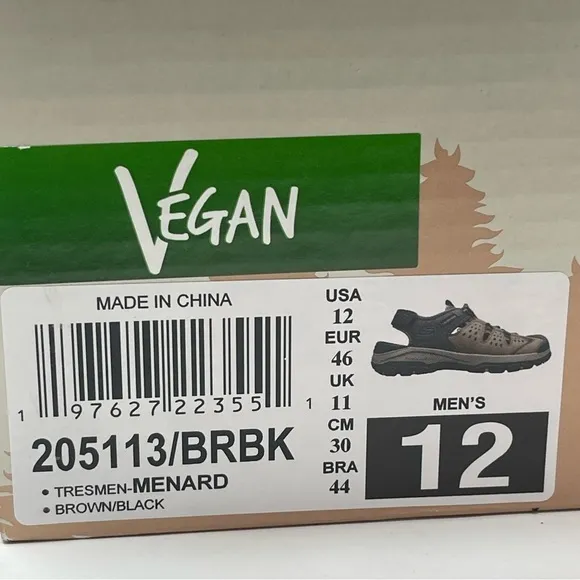 VEGAN
MADE IN CHINA
1 97627 22355 1
205113/BRBK
• TRESMEN-MENARD
• BROWN/BLACK
USA
12
EUR
46
UK
11
CM
30
BRA
44
MEN'S
12